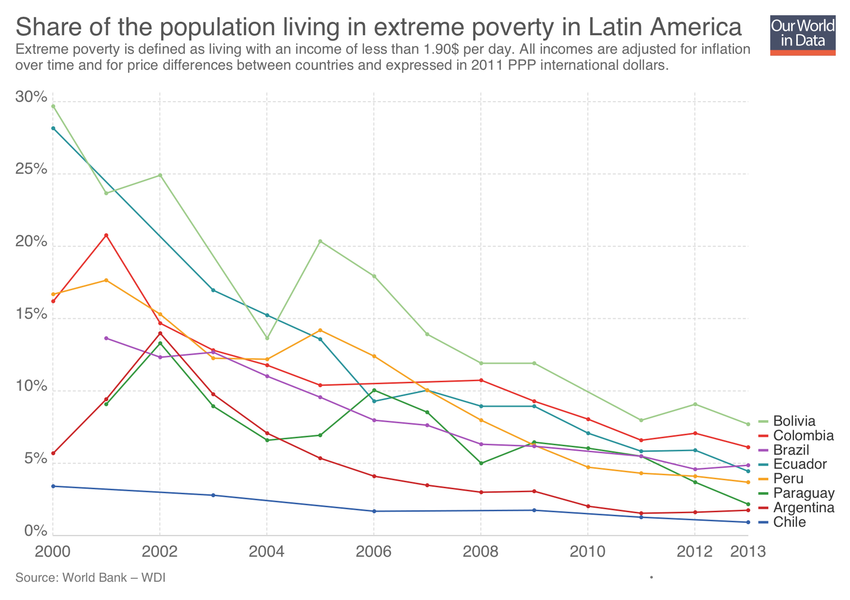 Share of the population living in extreme poverty in Latin America
Our World
in Data
Extreme poverty is defined as living with an income of less than 1.90$ per day. All incomes are adjusted for inflation
over time and for price differences between countries and expressed in 2011 PPP international dollars.
30%
25%
20%
15%
10%
5%
0%
2000
2002
2004
2006
2008
2010
2012
2013
Bolivia
Colombia
Brazil
Ecuador
Peru
Paraguay
Argentina
Chile
Source: World Bank – WDI